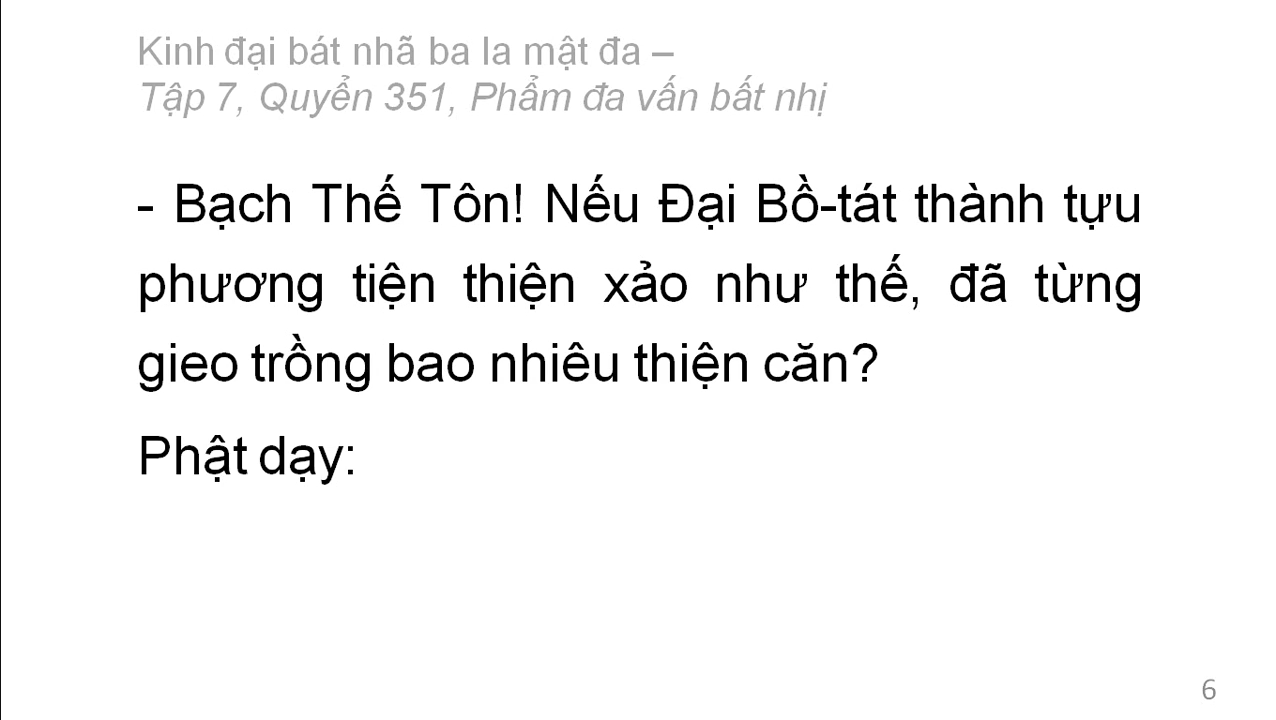 Kinh đại bát nhã ba la mật đa –
Tập 7, Quyển 351, Phẩm đa vấn bất nhị
- Bạch Thế Tôn! Nếu Đại Bồ-tát thành tựu
phương tiện thiện xảo như thế, đã từng
gieo trồng bao nhiêu thiện căn?
Phật dạy:
6